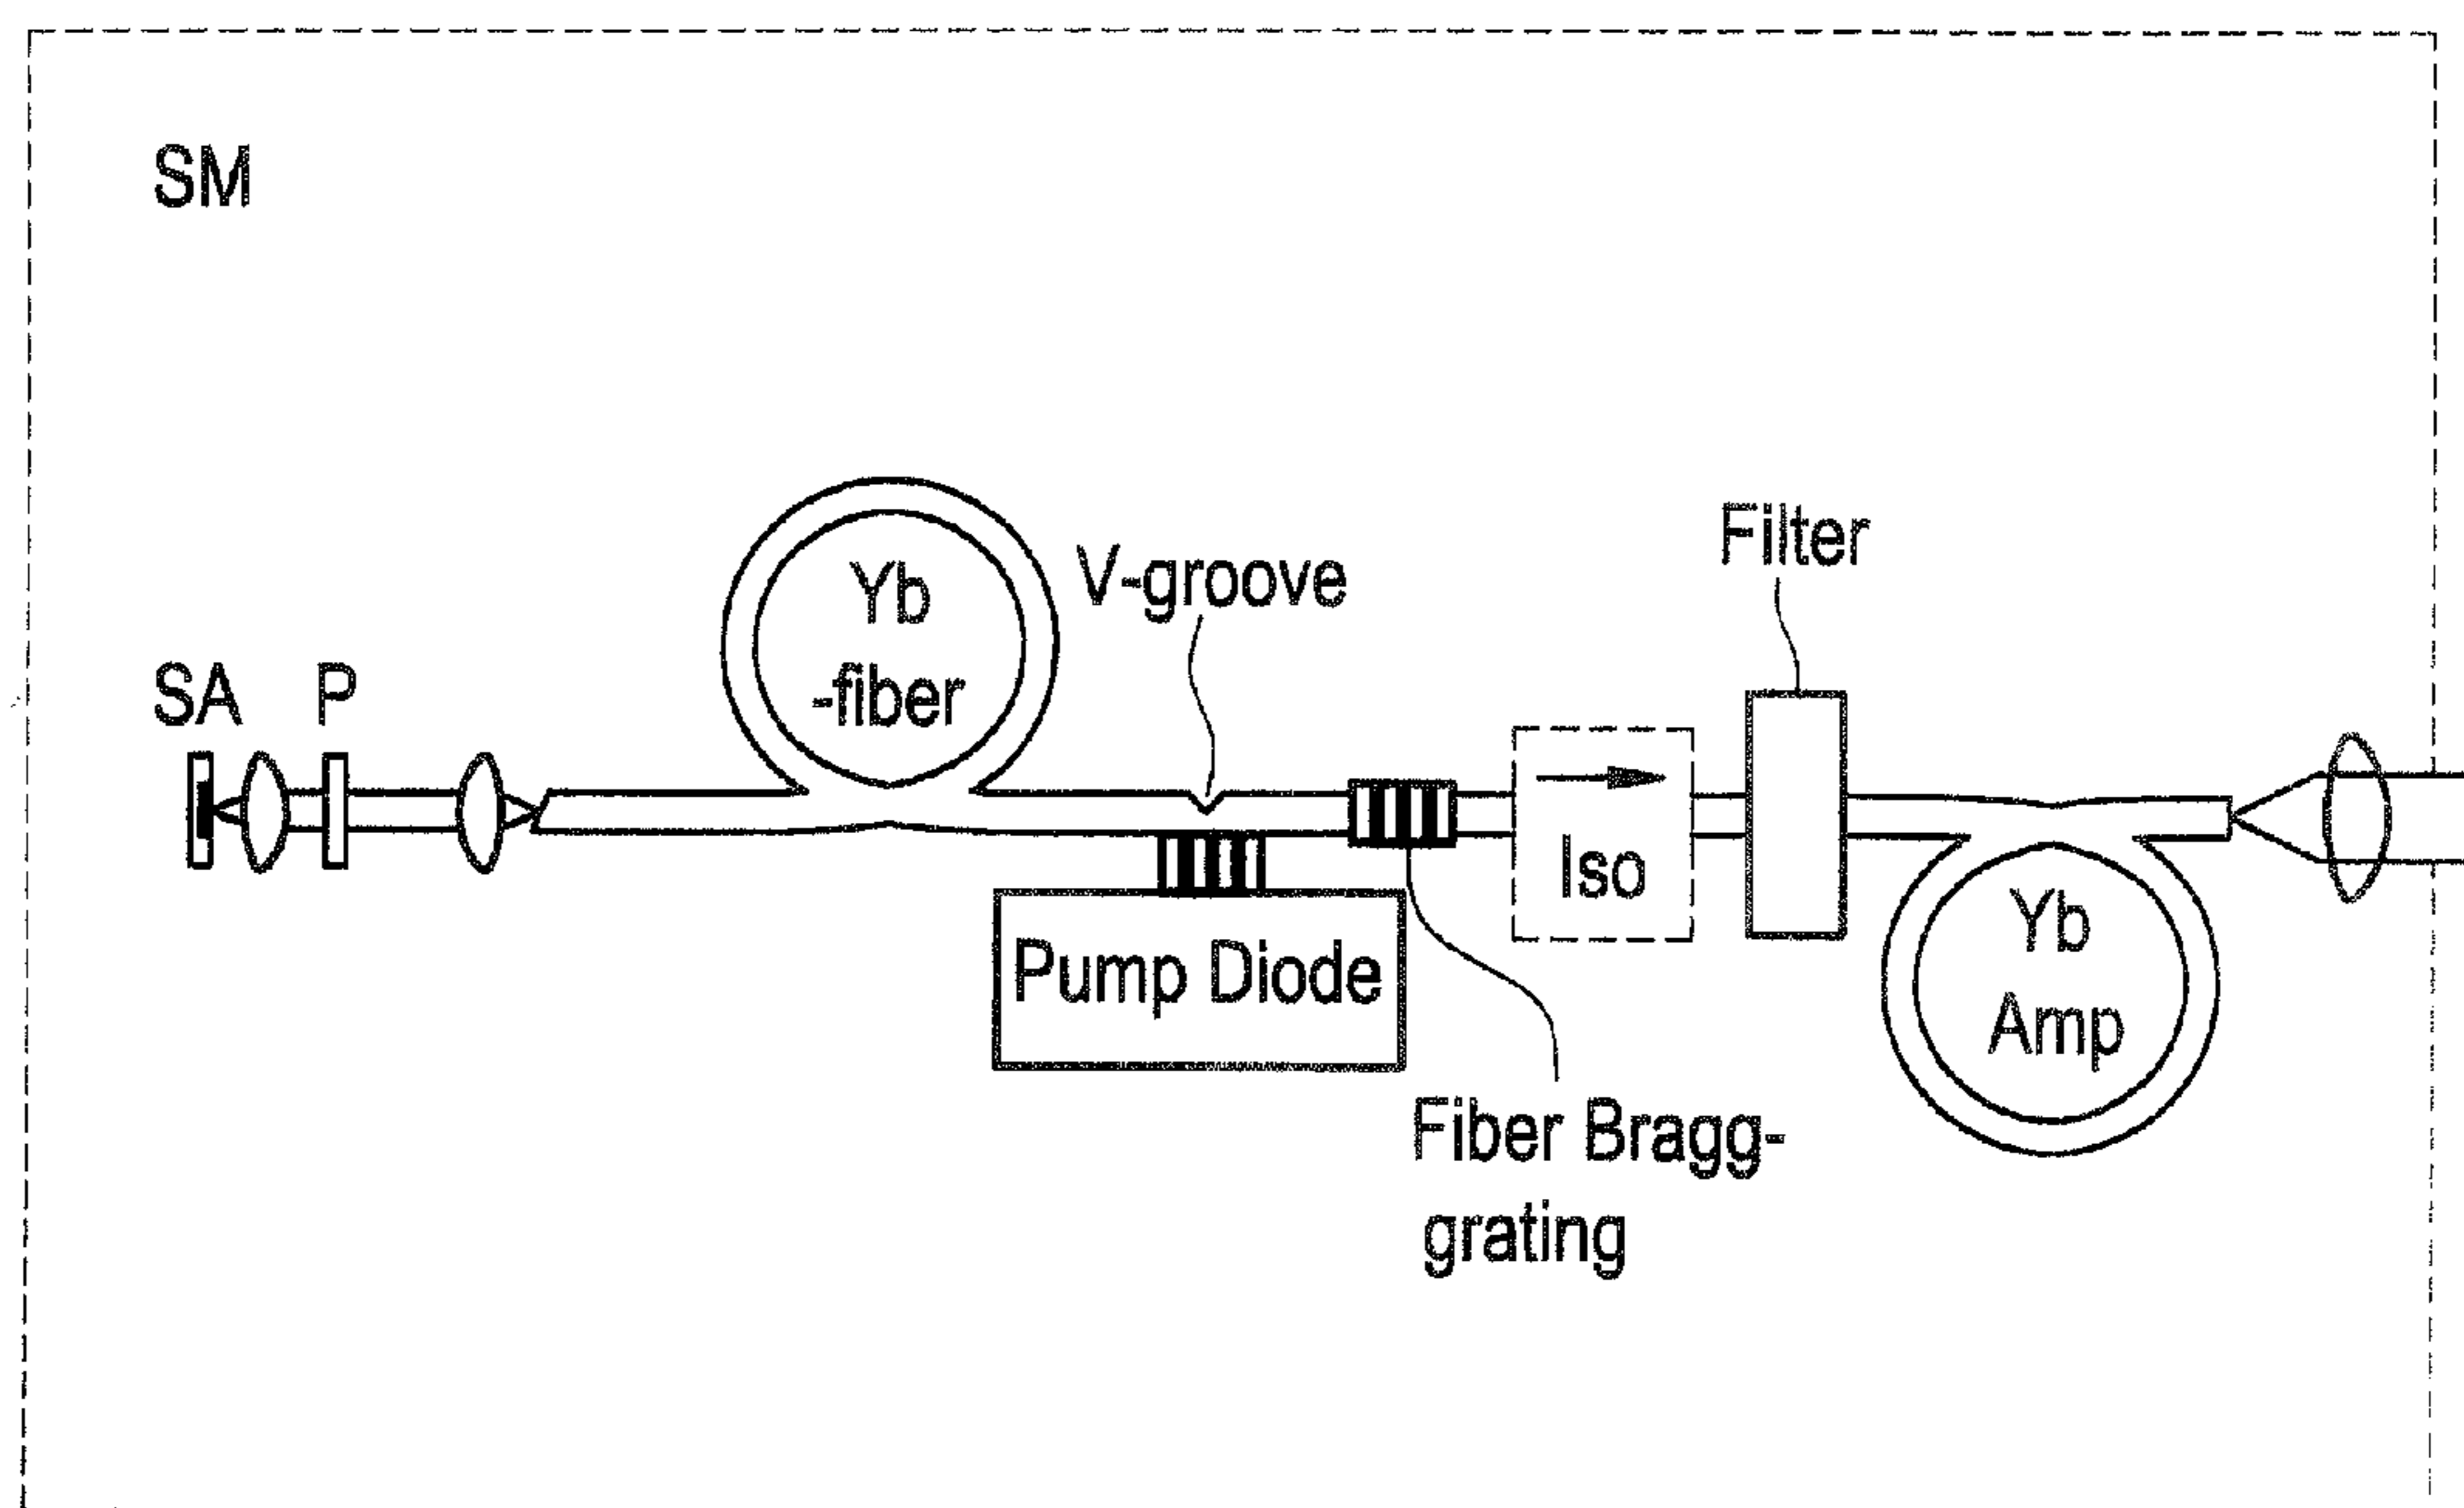 SM
Filter
V-groove
Yb
-fiber
SA
P
Iso
Pump Diode
Yb
Amp
Fiber Bragg-
grating